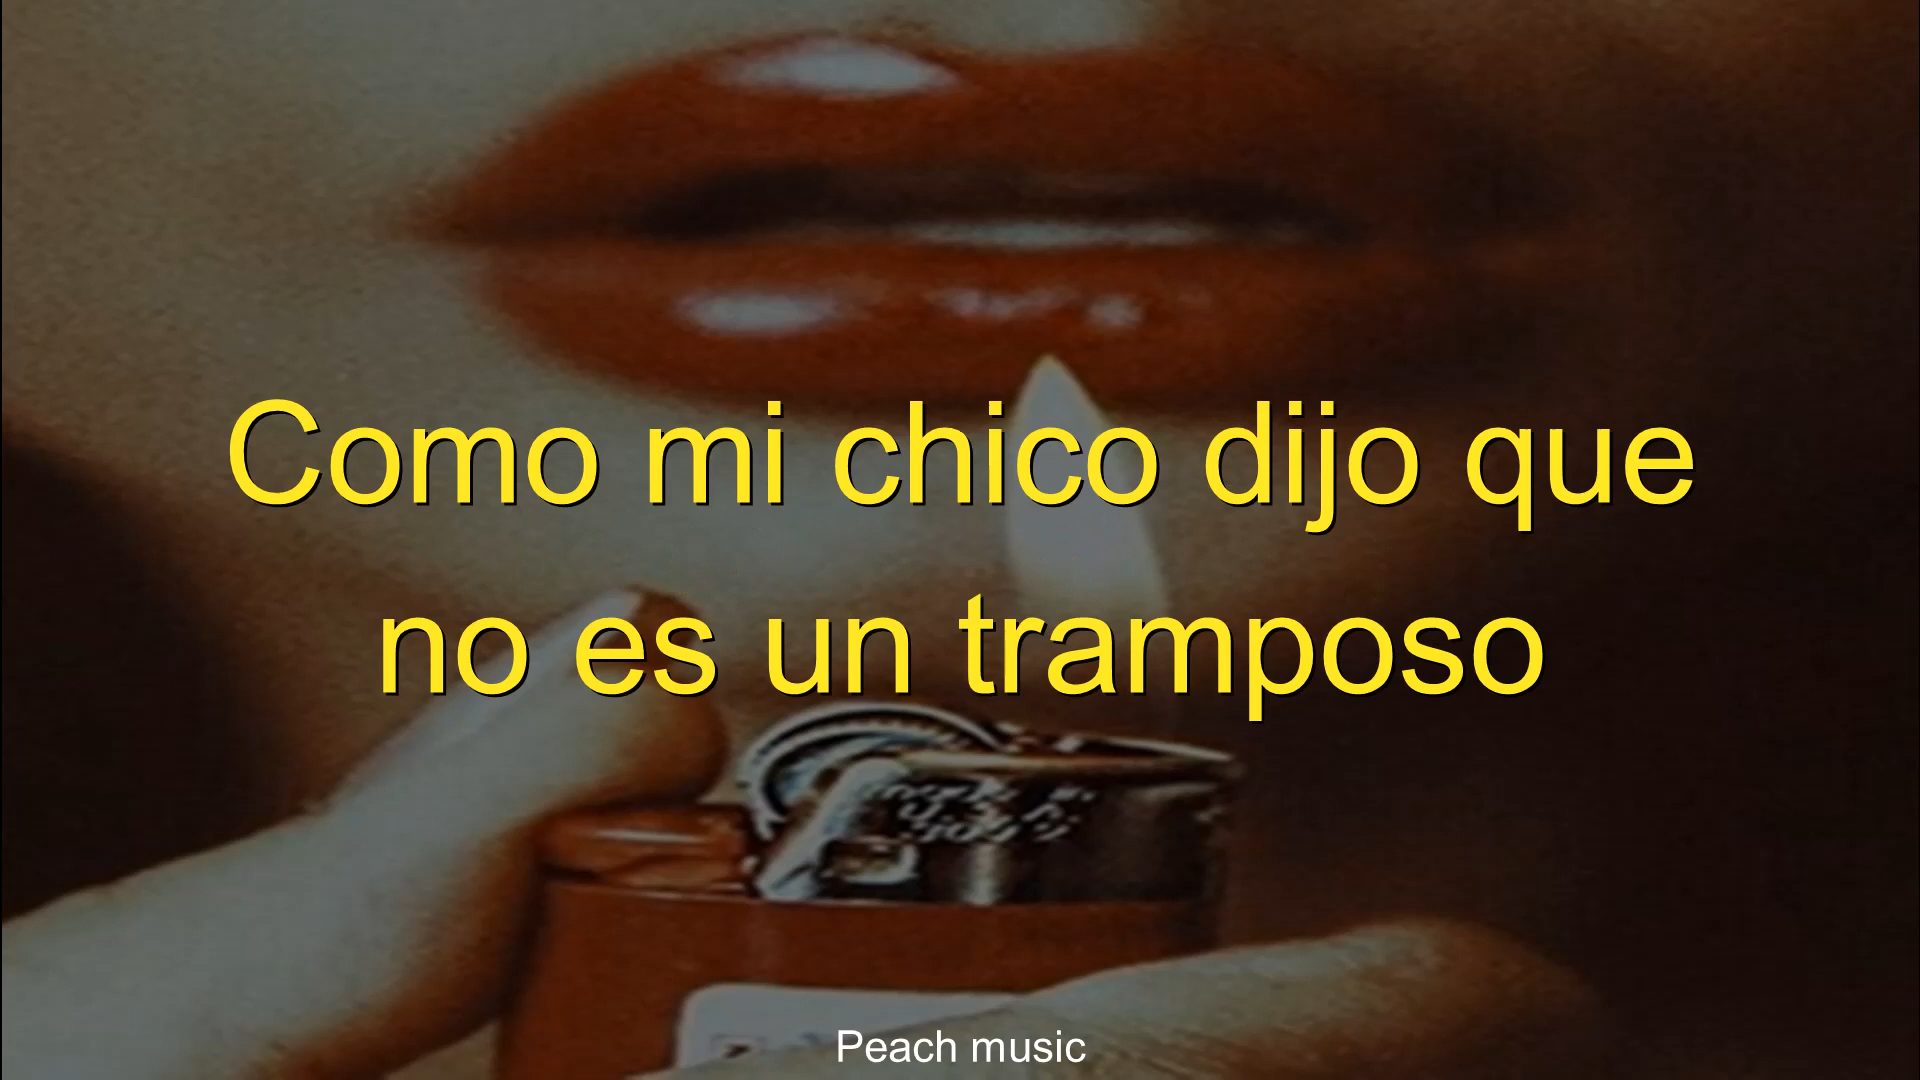 Como mi chico dijo que
no es un tramposo
Peach music